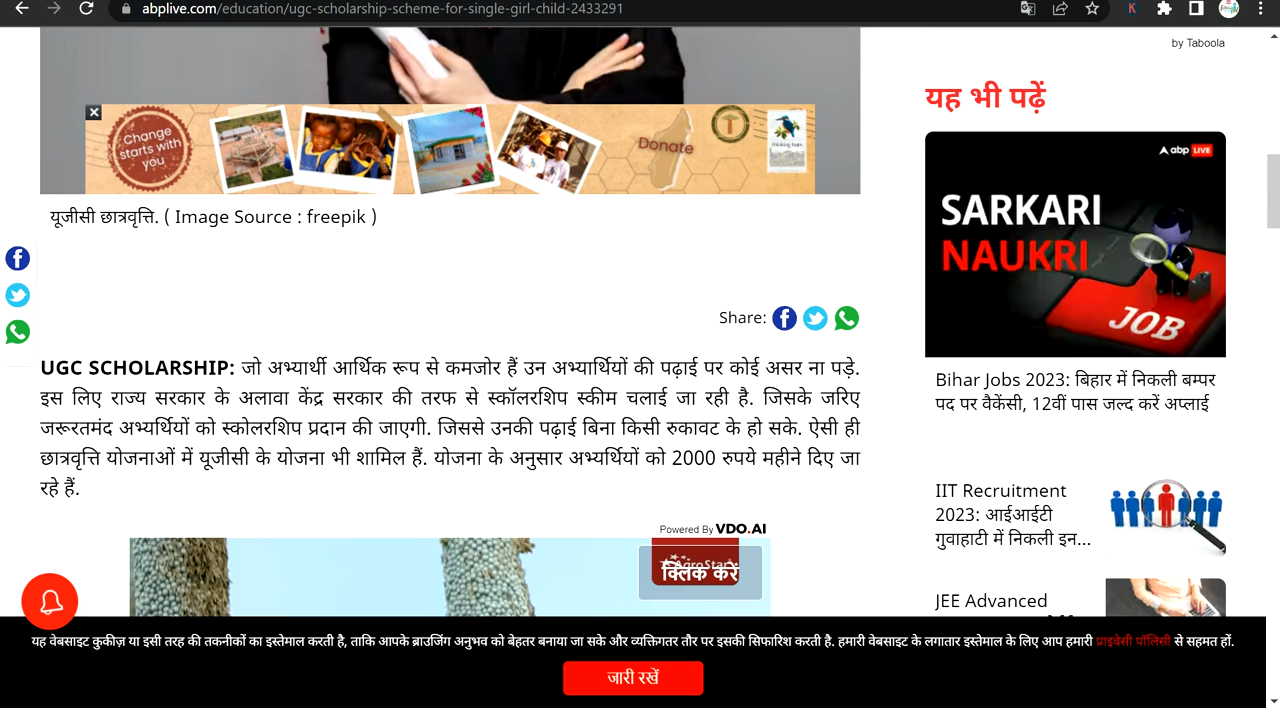 abplive.com/education/ugc-scholarship-scheme-for-single-girl-child-2433291
by Taboola
Change
starts with
you
Donate
यूजीसी छात्रवृत्ति. ( Image Source : freepik )
Share:
UGC SCHOLARSHIP: जो अभ्यार्थी आर्थिक रूप से कमजोर हैं उन अभ्यार्थियों की पढ़ाई पर कोई असर ना पड़े.
इस लिए राज्य सरकार के अलावा केंद्र सरकार की तरफ से स्कॉलरशिप स्कीम चलाई जा रही है. जिसके जरिए
जरूरतमंद अभ्यर्थियों को स्कोलरशिप प्रदान की जाएगी. जिससे उनकी पढ़ाई बिना किसी रुकावट के हो सके. ऐसी ही
छात्रवृत्ति योजनाओं में यूजीसी के योजना भी शामिल हैं. योजना के अनुसार अभ्यर्थियों को 2000 रुपये महीने दिए जा
रहे हैं.
Powered By VDO.AI
AgroStar
क्लिक करें
यह भी पढ़ें
abp LIVE
SARKARI
NAUKRI
JOB
Bihar Jobs 2023: बिहार में निकली बम्पर
पद पर वैकेंसी, 12वीं पास जल्द करें अप्लाई
IIT Recruitment
2023: आईआईटी
गुवाहाटी में निकली इन...
JEE Advanced
यह वेबसाइट कुकीज़ या इसी तरह की तकनीकों का इस्तेमाल करती है, ताकि आपके ब्राउजिंग अनुभव को बेहतर बनाया जा सके और व्यक्तिगत तौर पर इसकी सिफारिश करती है. हमारी वेबसाइट के लगातार इस्तेमाल के लिए आप हमारी प्राइवेसी पॉलिसी से सहमत हों.
जारी रखें